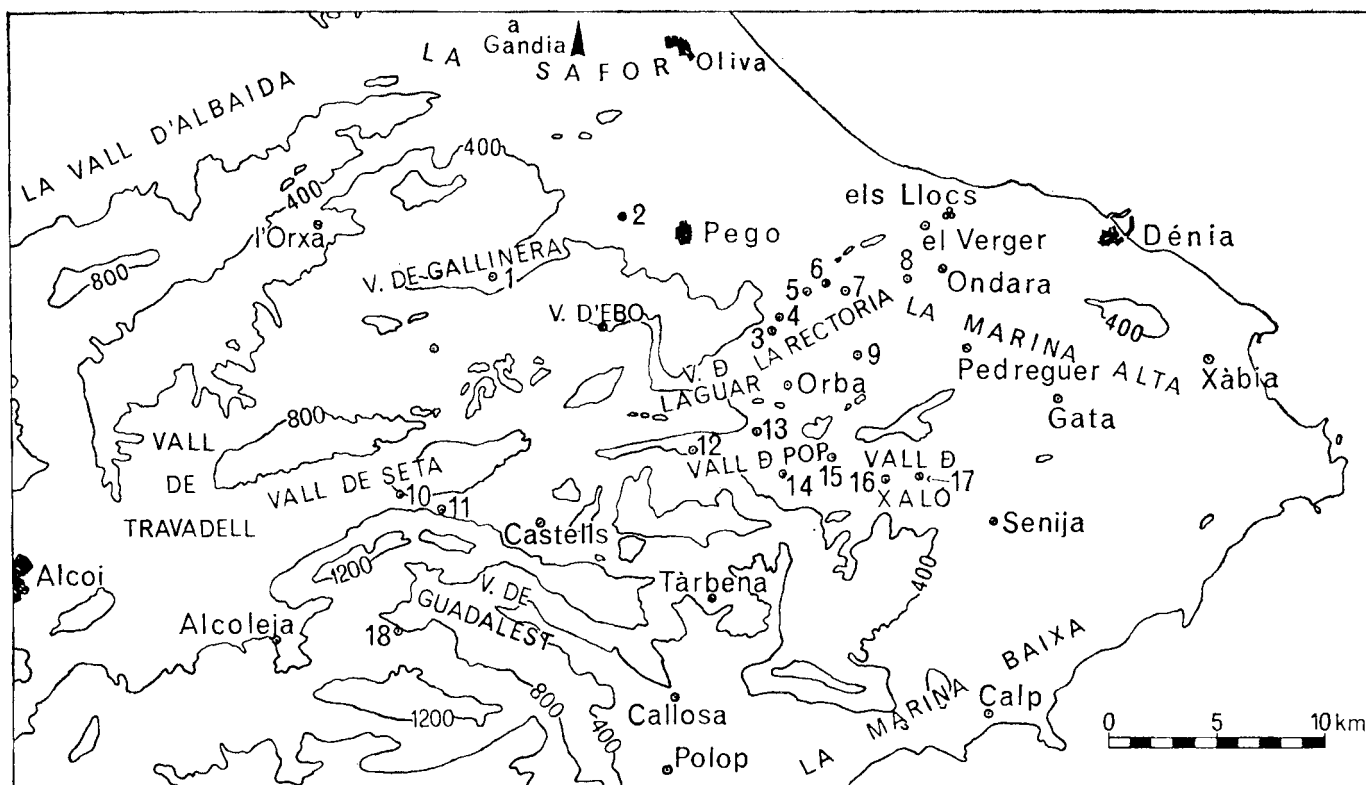 a
Gandia
LA SAFOR
Oliva
LA VALL D'ALBAIDA
400
400
els Llocs
l'Orxa
2
Pego
el Verger
Dénia
800
V. DE GALLINERA
1
6
8
Ondara
5
7
V. D'EBO
4
3
LA RECTORIA
LA MARINA ALTA
400
9
V. Đ
LAGUAR
Orba
Pedreguer
Xàbia
Gata
800
VALL
DE
TRAVADELL
13
12
VALL Đ POP
15
14
VALL Đ
XALÓ
16
17
VALL DE SETA
10
11
Castells
Senija
Alcoi
1200
Tàrbena
400
V. DE
GUADALEST
Alcoleja
18
LA MARINA BAIXA
1200
800
400
Callosa
Calp
Polop
0 5 10 km